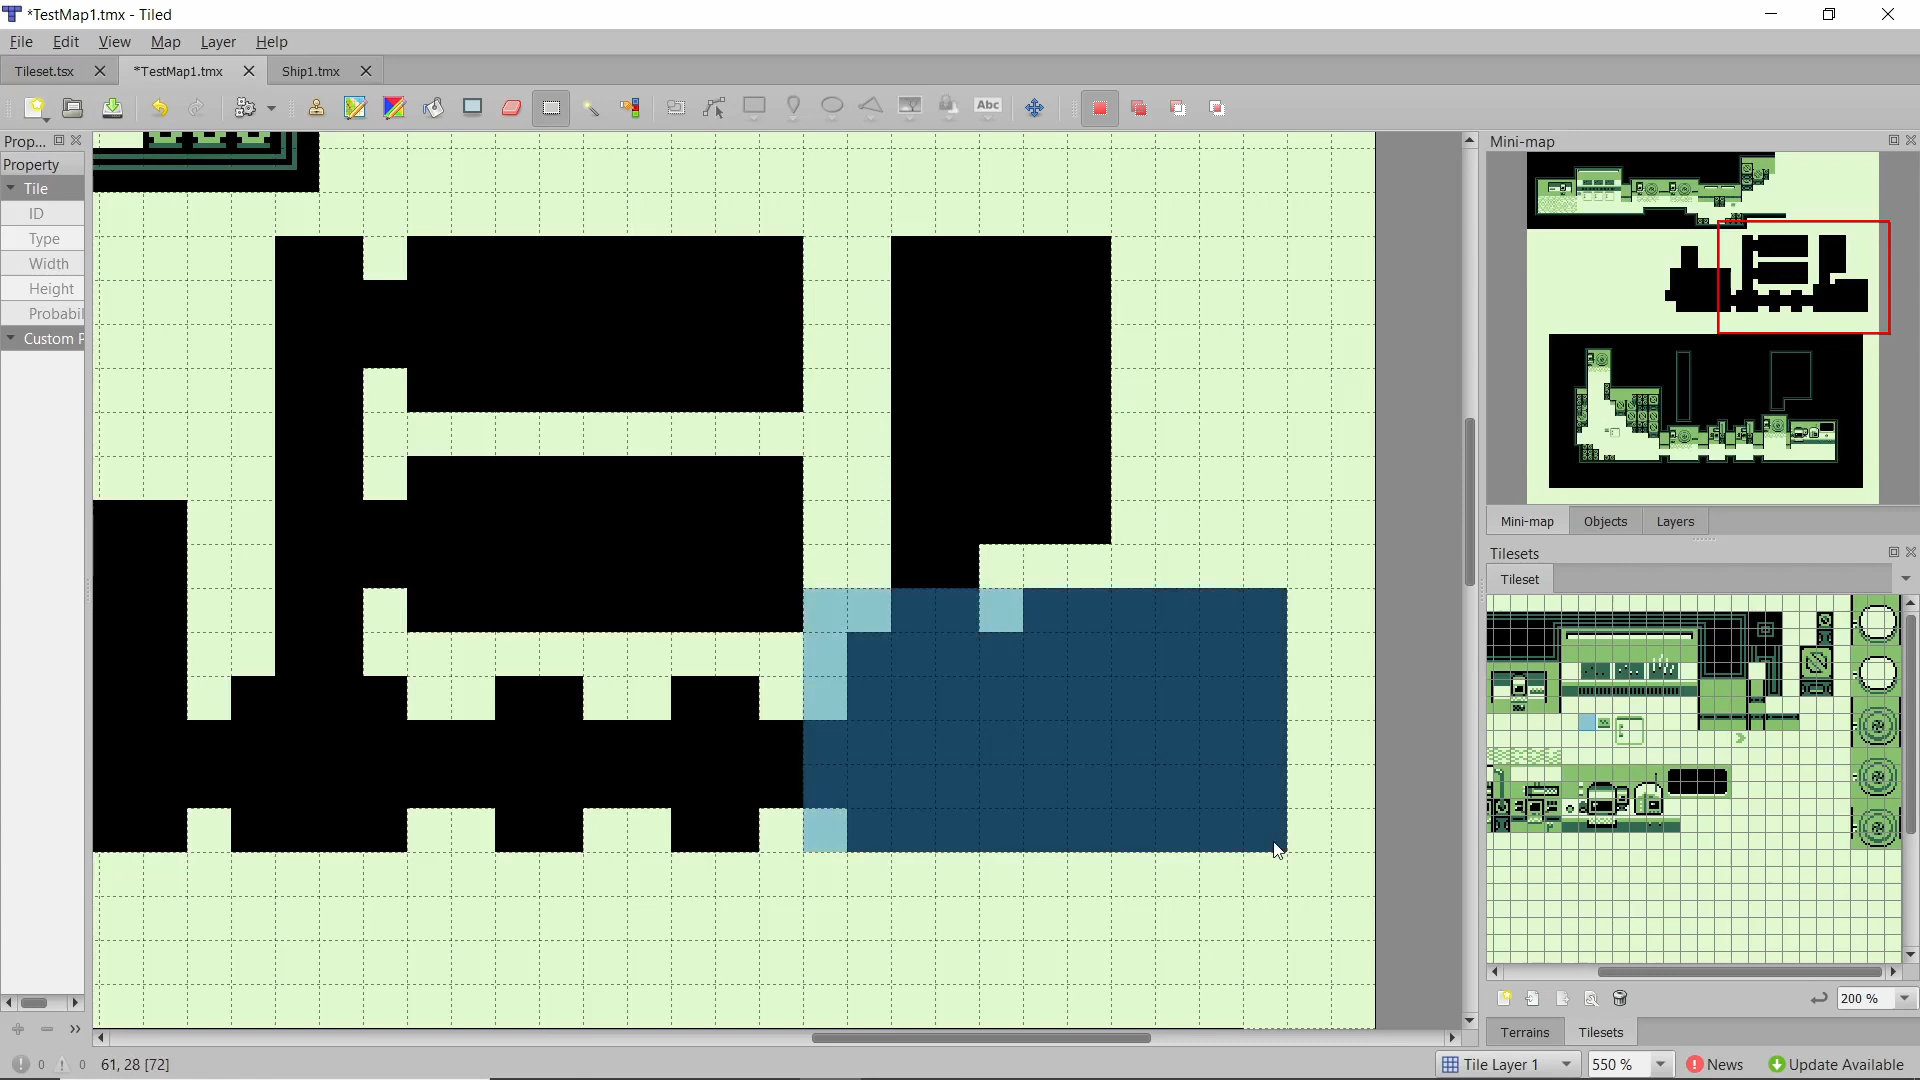 *TestMap1.tmx - Tiled
File Edit View Map Layer Help
Tileset.tsx *TestMap1.tmx Ship1.tmx
Abc
Prop... Mini-map
Property
Tile
ID
Type
Width
Height
Probabil
Custom P
Mini-map Objects Layers
Tilesets
Tileset
200 %
Terrains Tilesets
0 0 61, 28 [72] Tile Layer 1 550 % News Update Available